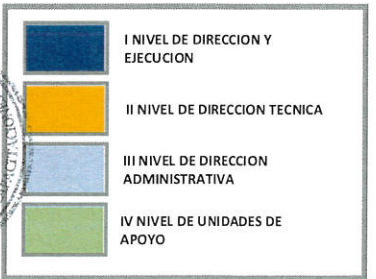 I NIVEL DE DIRECCION Y
EJECUCION
II NIVEL DE DIRECCION TECNICA
III NIVEL DE DIRECCION
ADMINISTRATIVA
IV NIVEL DE UNIDADES DE
APOYO